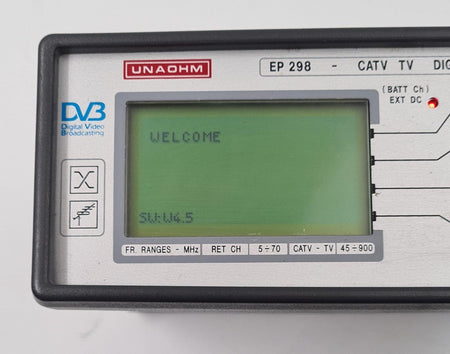 UNAOHM
EP 298 - CATV TV DIG
(BATT Ch)
EXT DC
DVB
Digital Video
Broadcasting
WELCOME
SW:V4.5
FR. RANGES - MHz RET CH 5÷70 CATV - TV 45÷900